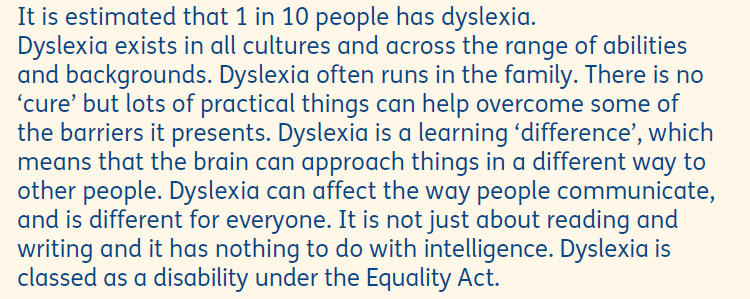 It is estimated that 1 in 10 people has dyslexia.
Dyslexia exists in all cultures and across the range of abilities
and backgrounds. Dyslexia often runs in the family. There is no
‘cure’ but lots of practical things can help overcome some of
the barriers it presents. Dyslexia is a learning ‘difference’, which
means that the brain can approach things in a different way to
other people. Dyslexia can affect the way people communicate,
and is different for everyone. It is not just about reading and
writing and it has nothing to do with intelligence. Dyslexia is
classed as a disability under the Equality Act.